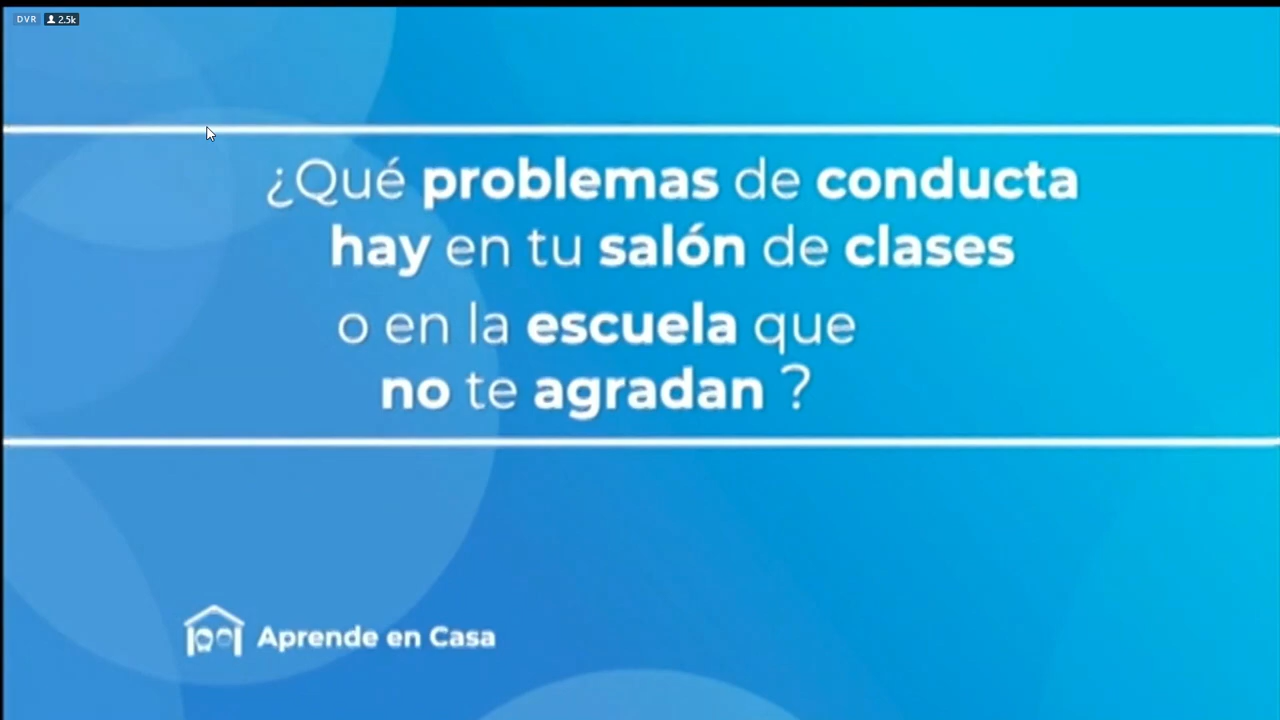 DVR 2.5k
¿Qué problemas de conducta
hay en tu salón de clases
o en la escuela que
no te agradan ?
Aprende en Casa